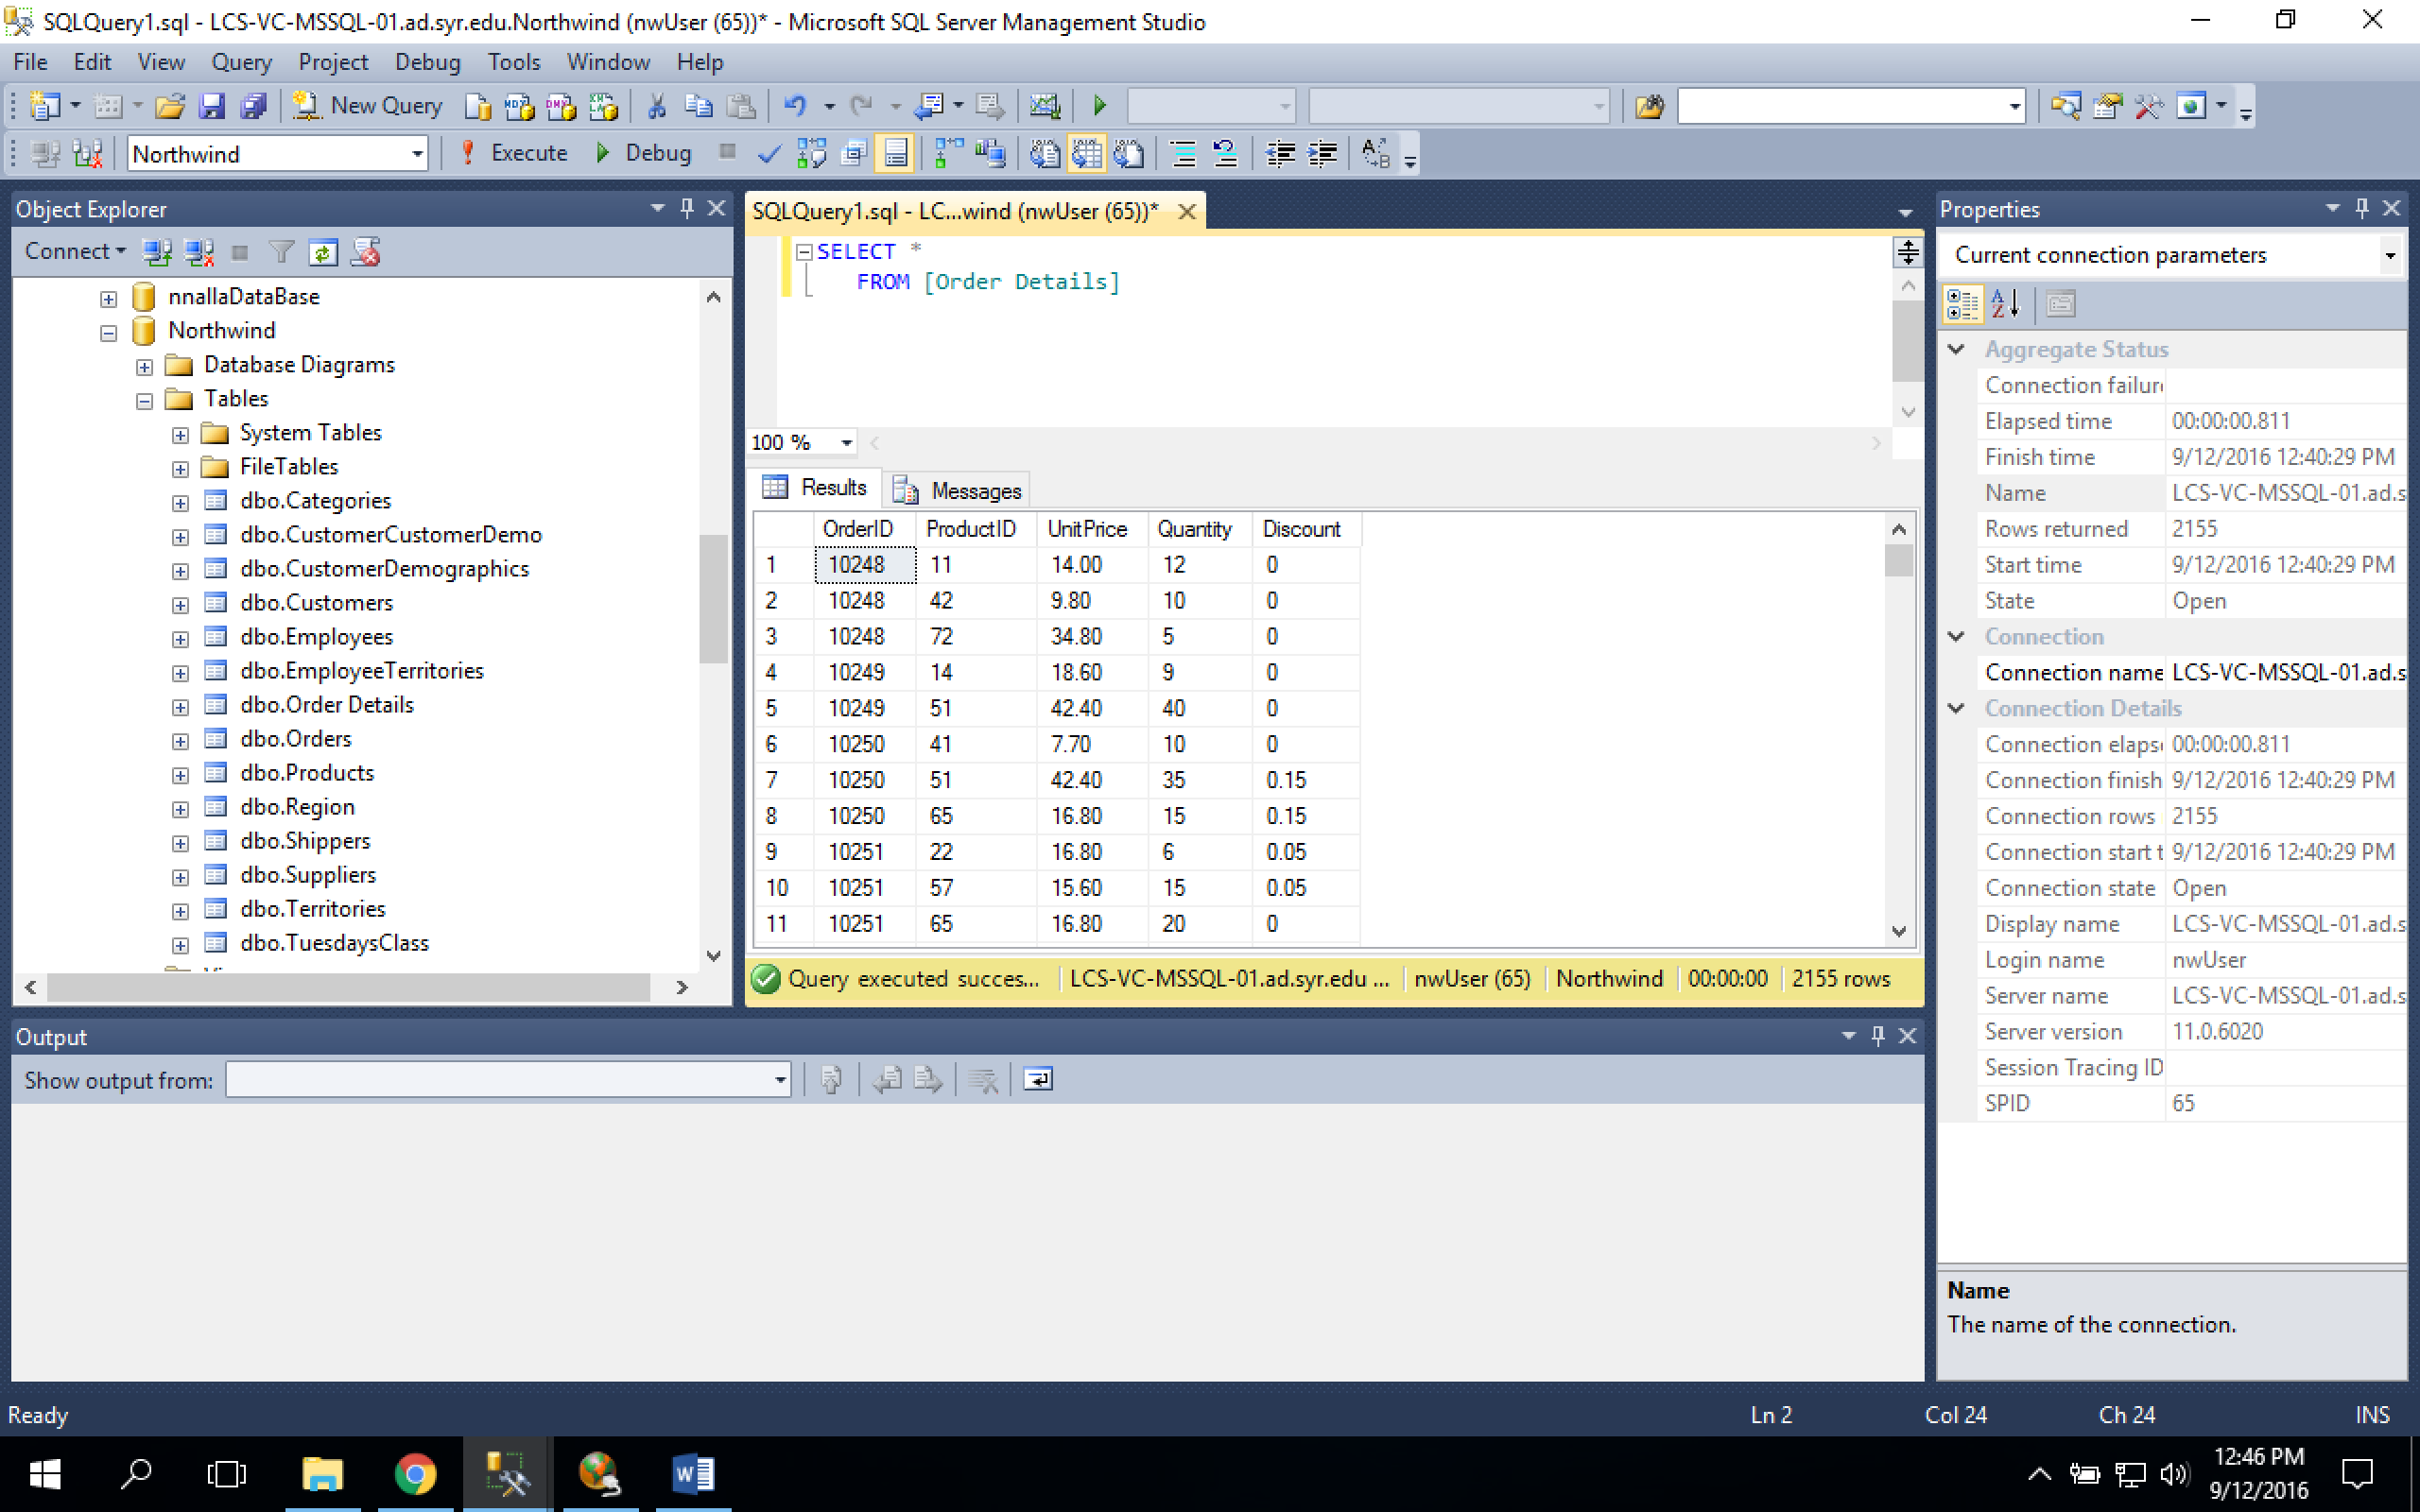 SQLQuery1.sql - LCS-VC-MSSQL-01.ad.syr.edu.Northwind (nwUser (65))* - Microsoft SQL Server Management Studio
File Edit View Query Project Debug Tools Window Help
New Query
Northwind Execute Debug
Object Explorer
Connect
nnallaDataBase
Northwind
Database Diagrams
Tables
System Tables
FileTables
dbo.Categories
dbo.CustomerCustomerDemo
dbo.CustomerDemographics
dbo.Customers
dbo.Employees
dbo.EmployeeTerritories
dbo.Order Details
dbo.Orders
dbo.Products
dbo.Region
dbo.Shippers
dbo.Suppliers
dbo.Territories
dbo.TuesdaysClass
SQLQuery1.sql - LC...wind (nwUser (65))*
SELECT *
FROM [Order Details]
100 %
Results Messages
OrderID ProductID UnitPrice Quantity Discount
1 10248 11 14.00 12 0
2 10248 42 9.80 10 0
3 10248 72 34.80 5 0
4 10249 14 18.60 9 0
5 10249 51 42.40 40 0
6 10250 41 7.70 10 0
7 10250 51 42.40 35 0.15
8 10250 65 16.80 15 0.15
9 10251 22 16.80 6 0.05
10 10251 57 15.60 15 0.05
11 10251 65 16.80 20 0
Query executed succes... LCS-VC-MSSQL-01.ad.syr.edu ... nwUser (65) Northwind 00:00:00 2155 rows
Properties
Current connection parameters
Aggregate Status
Connection failur
Elapsed time 00:00:00.811
Finish time 9/12/2016 12:40:29 PM
Name LCS-VC-MSSQL-01.ad.s
Rows returned 2155
Start time 9/12/2016 12:40:29 PM
State Open
Connection
Connection name LCS-VC-MSSQL-01.ad.s
Connection Details
Connection elaps 00:00:00.811
Connection finish 9/12/2016 12:40:29 PM
Connection rows 2155
Connection start t 9/12/2016 12:40:29 PM
Connection state Open
Display name LCS-VC-MSSQL-01.ad.s
Login name nwUser
Server name LCS-VC-MSSQL-01.ad.s
Server version 11.0.6020
Session Tracing ID
SPID 65
Name
The name of the connection.
Output
Show output from:
Ready Ln 2 Col 24 Ch 24 INS
12:46 PM
9/12/2016